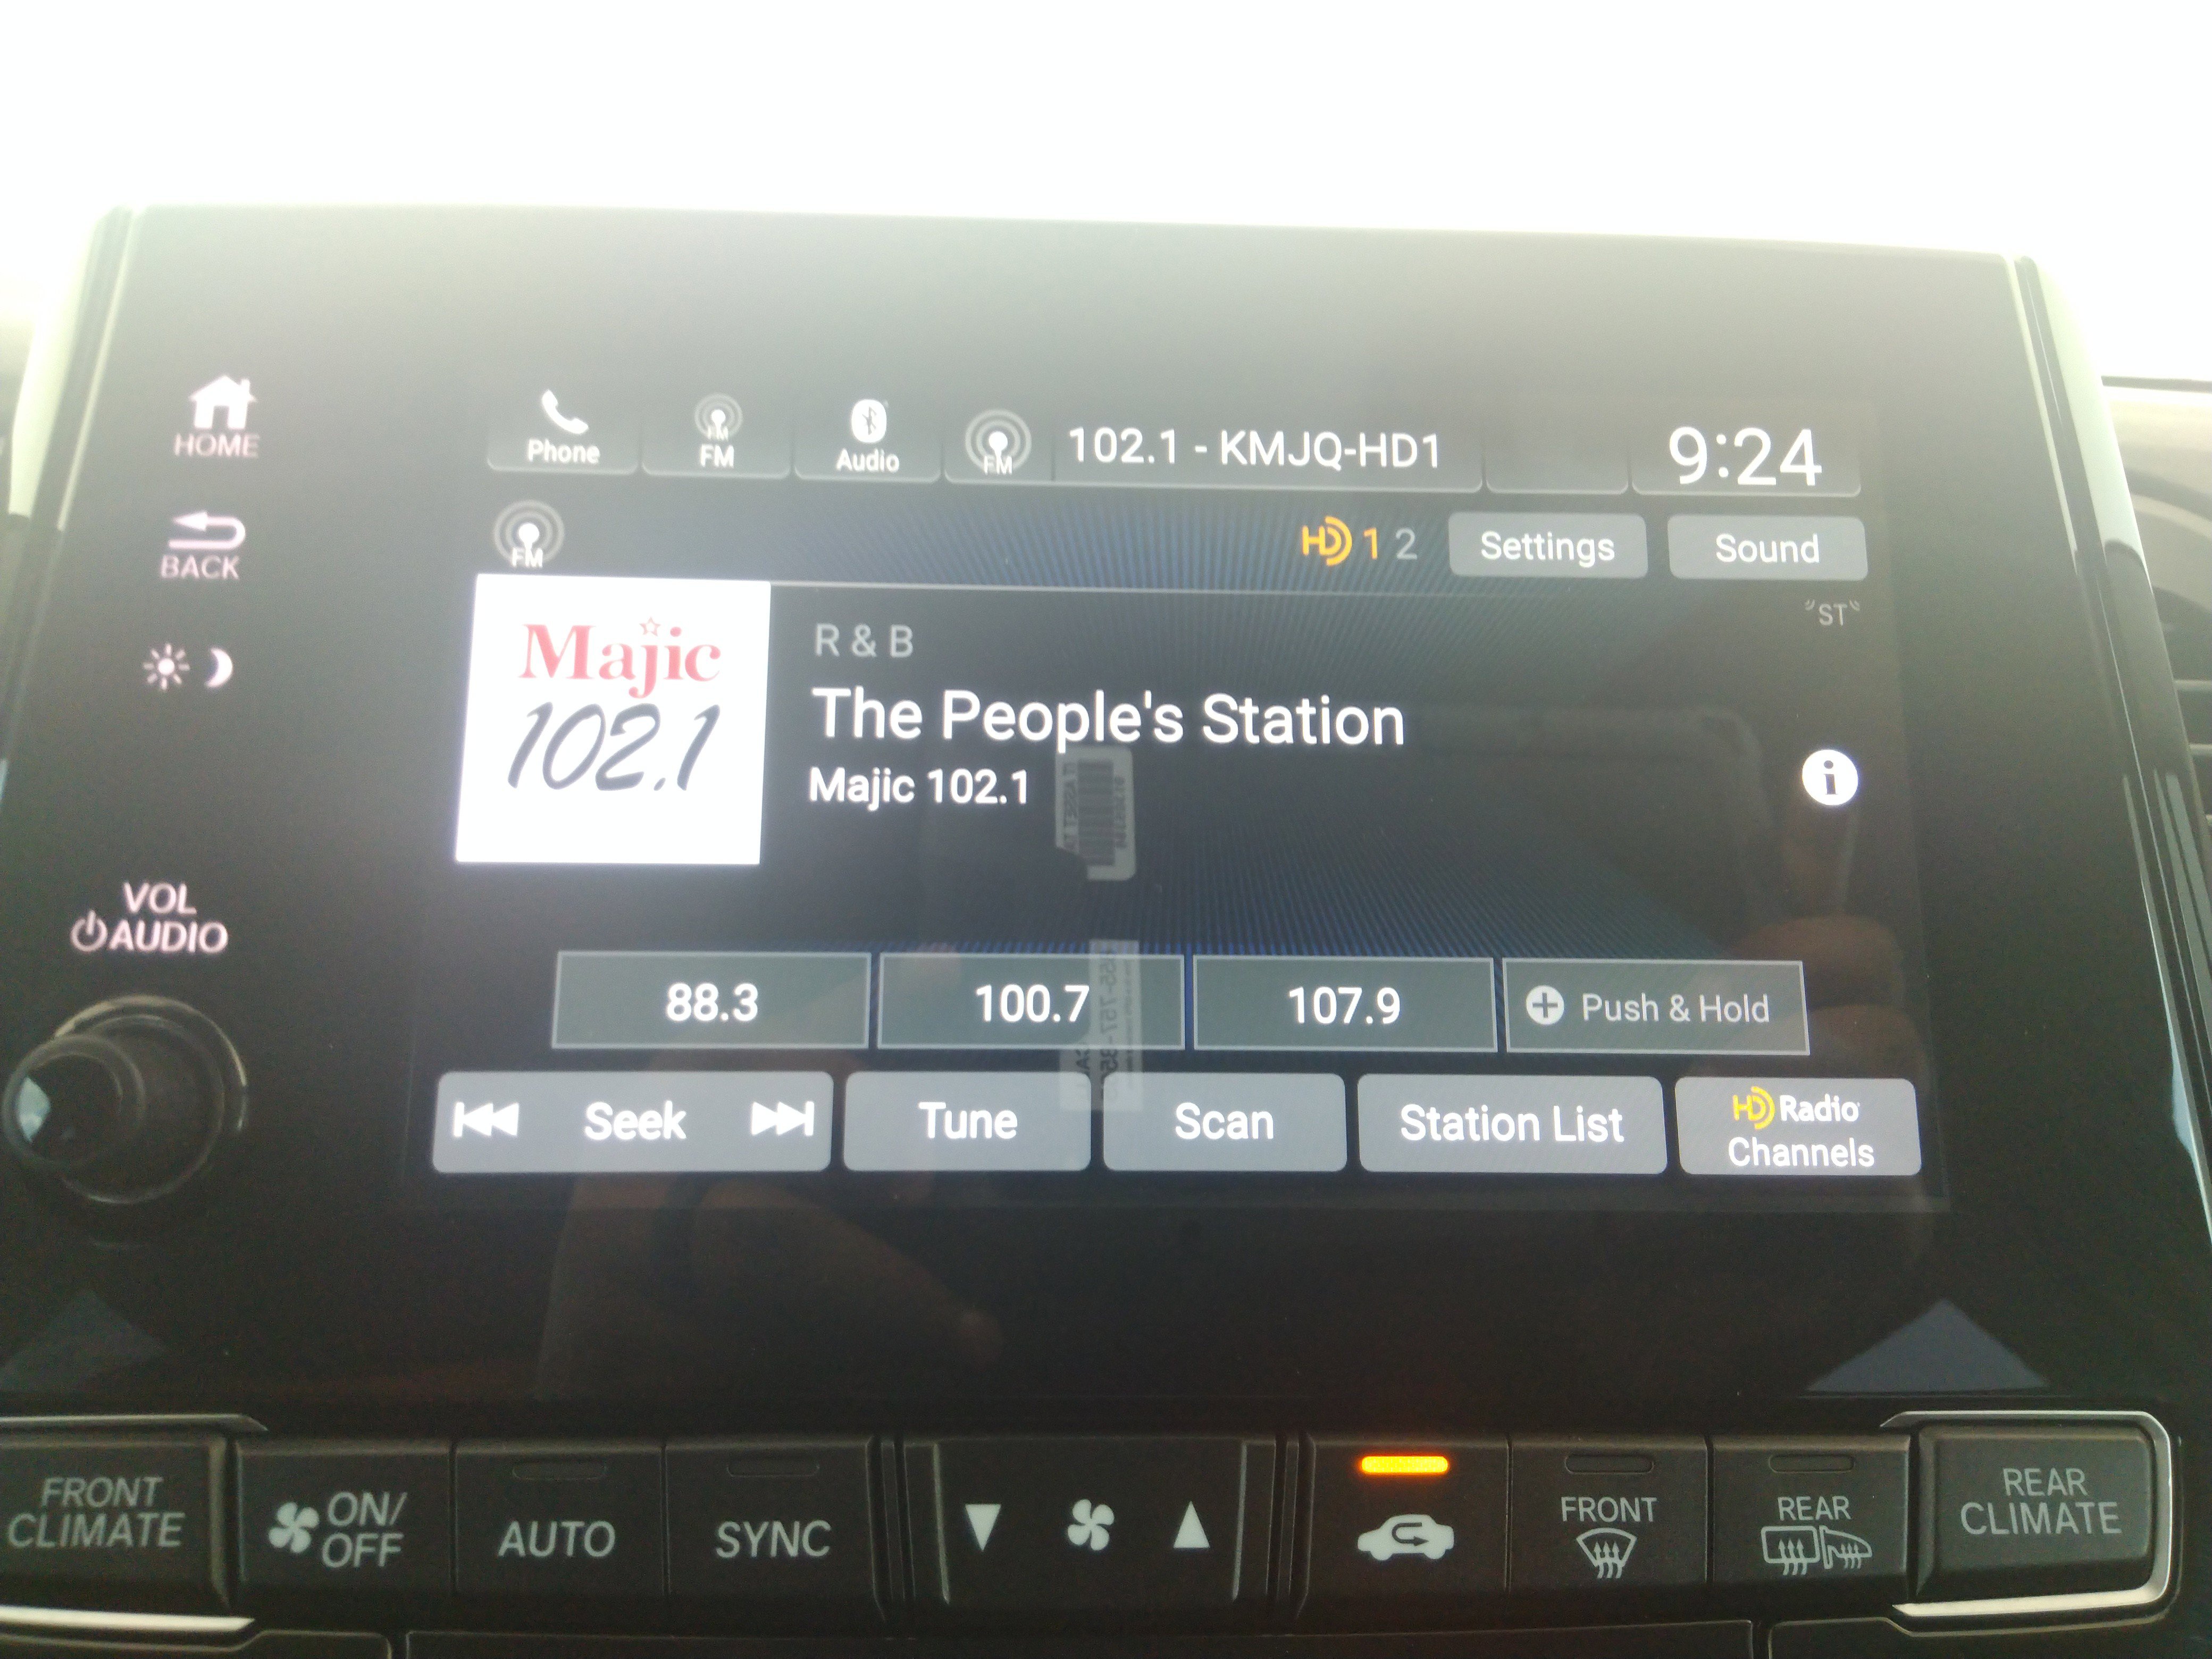 HOME
BACK
VOL
AUDIO
Phone
FM
FM
Audio
FM
102.1 - KMJQ-HD1
9:24
FM
HD 1 2
Settings
Sound
ST
Majic
102.1
R & B
The People's Station
Majic 102.1
i
88.3
100.7
107.9
Push & Hold
Seek
Tune
Scan
Station List
HD Radio
Channels
FRONT
CLIMATE
ON/
OFF
AUTO
SYNC
FRONT
REAR
REAR
CLIMATE